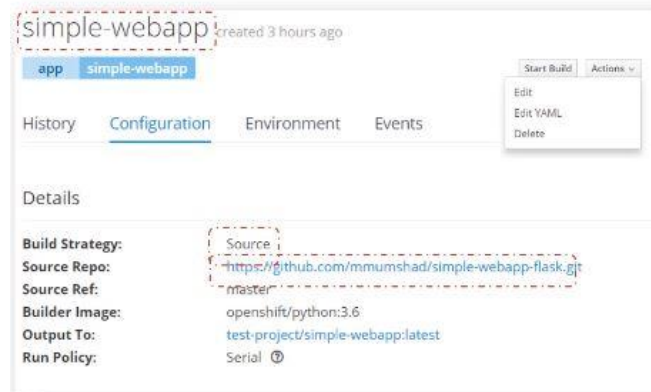 simple-webapp created 3 hours ago
app simple-webapp
Start Build Actions
Edit
Edit YAML
Delete
History Configuration Environment Events
Details
Build Strategy: Source
Source Repo: https://github.com/mmumshad/simple-webapp-flask.git
Source Ref: master
Builder Image: openshift/python:3.6
Output To: test-project/simple-webapp:latest
Run Policy: Serial